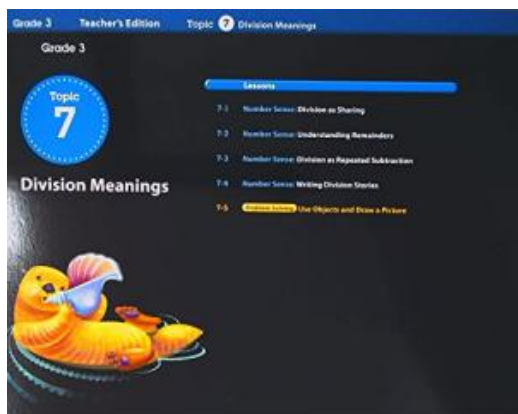 Grade 3 Teacher's Edition Topic 7 Division Meanings
Grade 3
Topic
7
Division Meanings
Lessons
7-1 Number Sense: Division as Sharing
7-2 Number Sense: Understanding Remainders
7-3 Number Sense: Division as Repeated Subtraction
7-4 Number Sense: Writing Division Stories
7-5 Problem Solving Use Objects and Draw a Picture